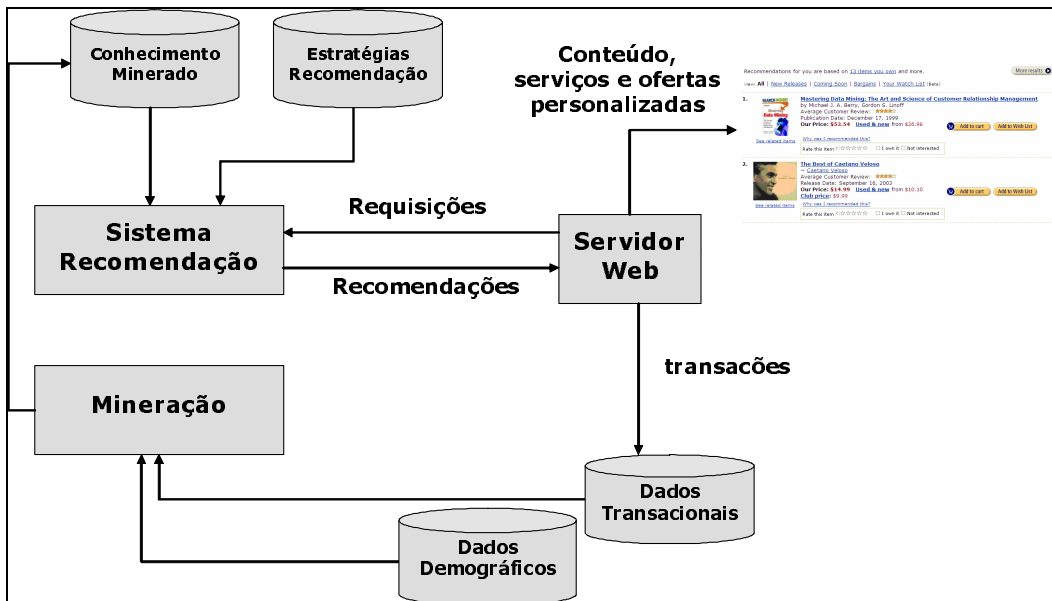 Conhecimento
Minerado
Estratégias
Recomendação
Conteúdo,
serviços e ofertas
personalizadas
Recommendations for you are based on 13 items you own and more.
More results
view: All | New Releases | Coming Soon | Bargains | Your Watch List (Beta)
1.
Mastering Data Mining: The Art and Science of Customer Relationship Management
by Michael J. A. Berry, Gordon S. Linoff
Average Customer Review:
Publication Date: December 17, 1999
Our Price: $53.54 Used & new from $26.98
Add to cart
Add to Wish List
Data Mining
See related items
Why was I recommended this?
Rate this item
I own it
Not interested
2.
The Best of Caetano Veloso
~ Caetano Veloso
Average Customer Review:
Release Date: September 16, 2003
Our Price: $14.99 Used & new from $10.10
Club price: $9.99
Add to cart
Add to Wish List
See related items
Why was I recommended this?
Rate this item
I own it
Not interested
Sistema
Recomendação
Requisições
Recomendações
Servidor
Web
transacões
Mineração
Dados
Transacionais
Dados
Demográficos